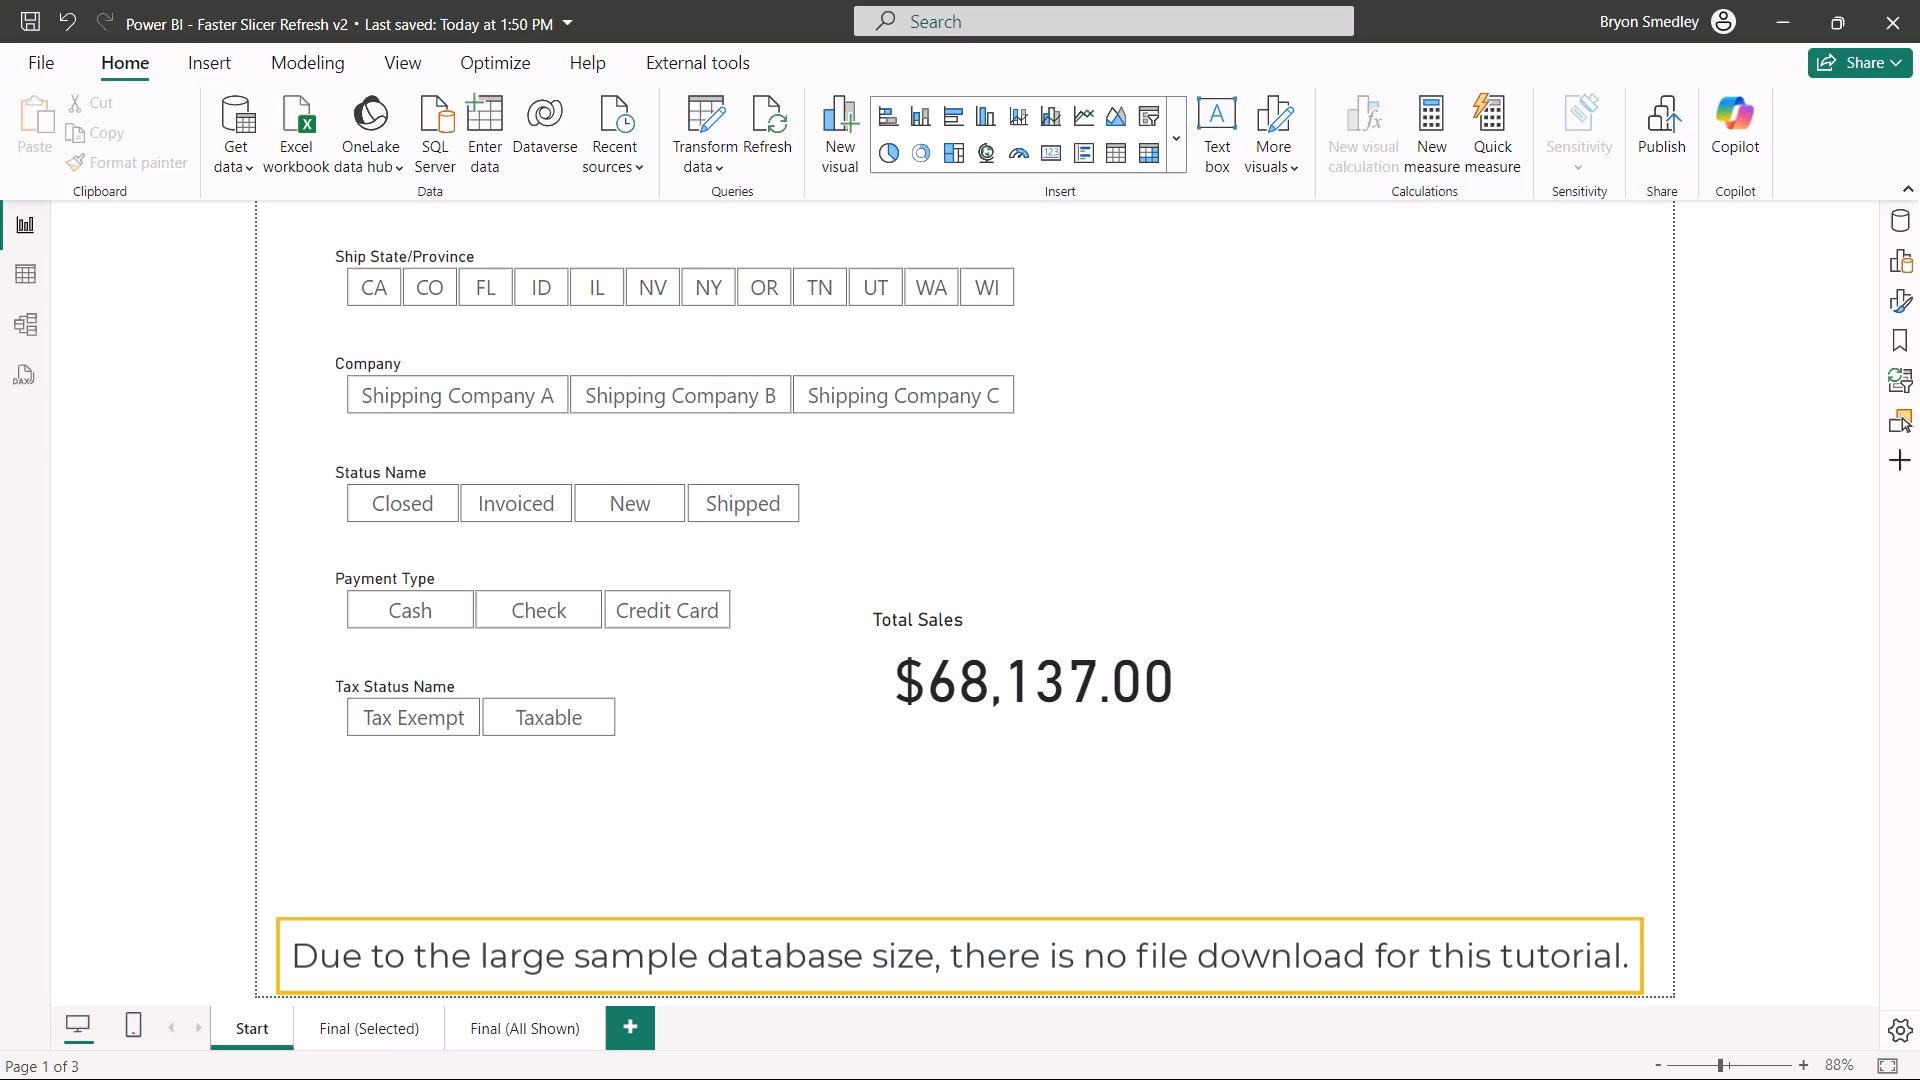 Power BI - Faster Slicer Refresh v2 • Last saved: Today at 1:50 PM
Search
Bryon Smedley
File Home Insert Modeling View Optimize Help External tools
Share
Paste
Cut
Copy
Format painter
Clipboard
Get data
Excel workbook
OneLake data hub
SQL Server
Enter data
Dataverse
Recent sources
Data
Transform data
Refresh
Queries
New visual
123
Insert
A
Text box
More visuals
New visual calculation
New measure
Quick measure
Calculations
Sensitivity
Sensitivity
Publish
Share
Copilot
Copilot
DAX
Ship State/Province
CA CO FL ID IL NV NY OR TN UT WA WI
Company
Shipping Company A Shipping Company B Shipping Company C
Status Name
Closed Invoiced New Shipped
Payment Type
Cash Check Credit Card
Total Sales
$68,137.00
Tax Status Name
Tax Exempt Taxable
Due to the large sample database size, there is no file download for this tutorial.
Start Final (Selected) Final (All Shown) +
Page 1 of 3
- + 88%